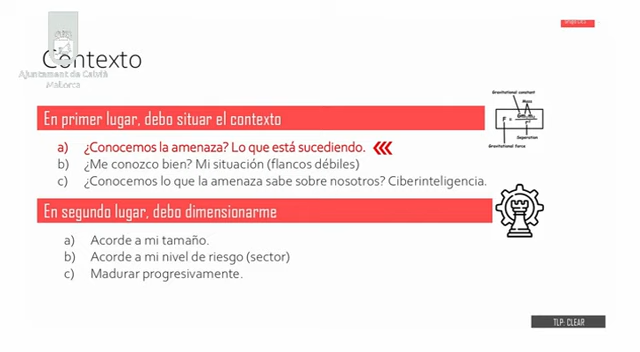 Contexto
Ajuntament de Calvià
Mallorca
En primer lugar, debo situar el contexto
a) ¿Conocemos la amenaza? Lo que está sucediendo.
b) ¿Me conozco bien? Mi situación (flancos débiles)
c) ¿Conocemos lo que la amenaza sabe sobre nosotros? Ciberinteligencia.
Gravitational constant
Mass
F =
Separation
Gravitational force
En segundo lugar, debo dimensionarme
a) Acorde a mi tamaño.
b) Acorde a mi nivel de riesgo (sector)
c) Madurar progresivamente.
TLP: CLEAR